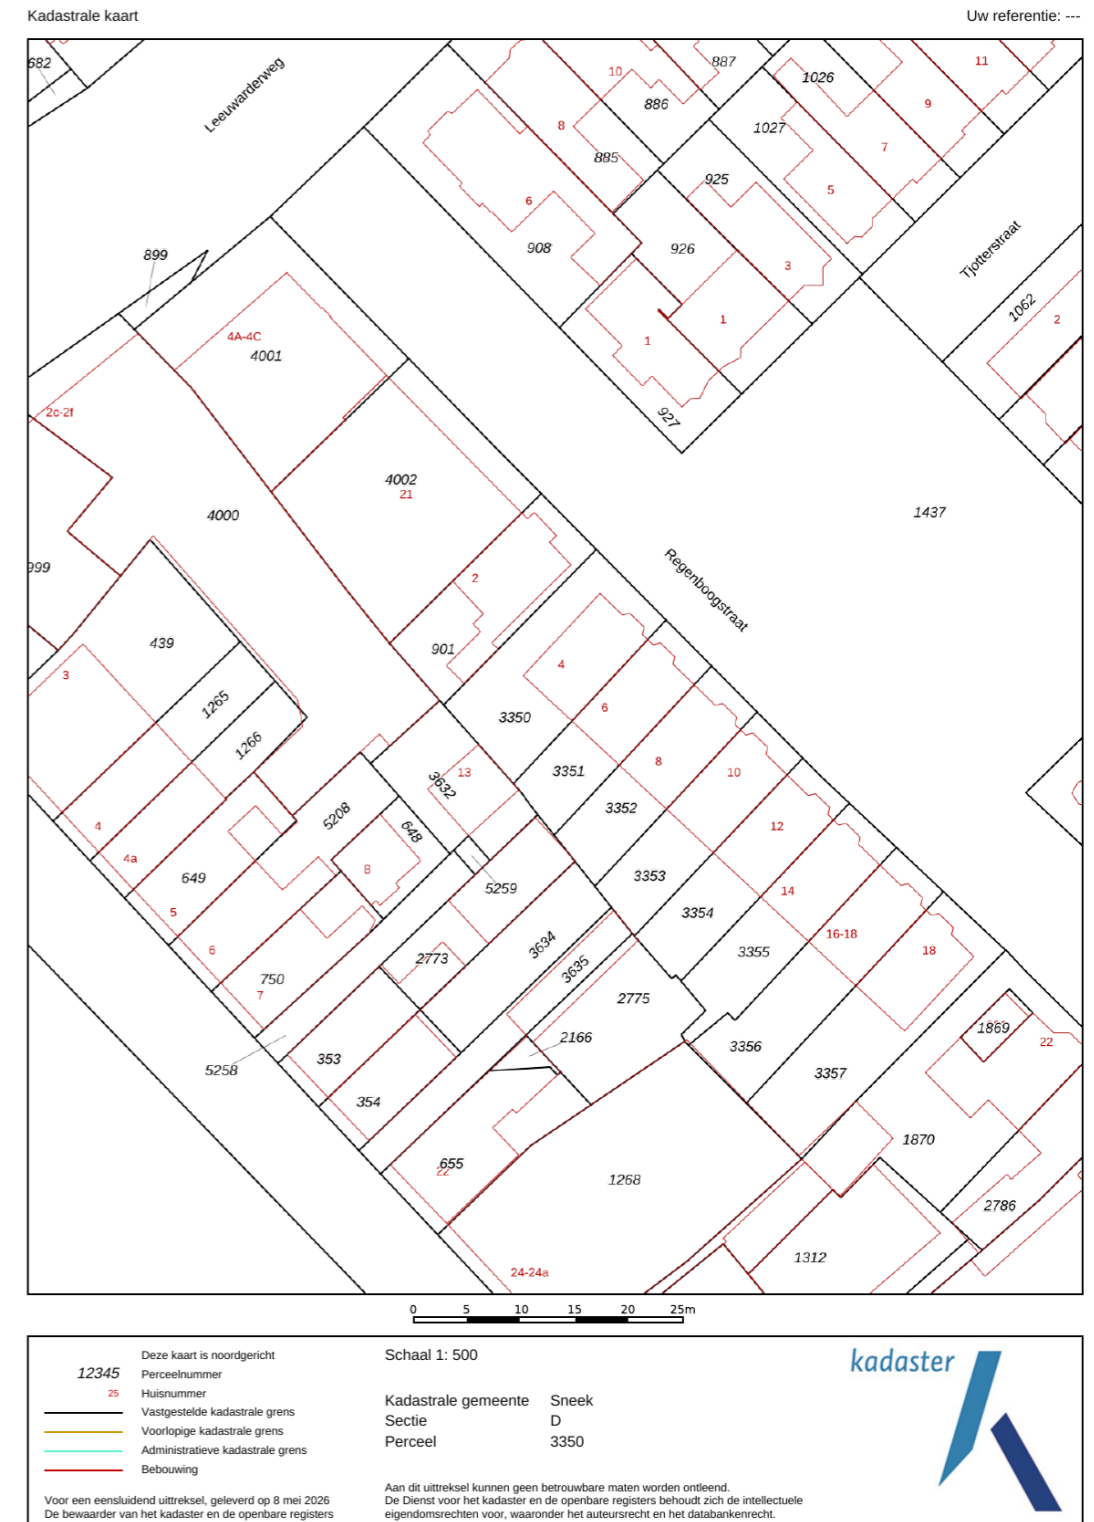 Kadastrale kaart
Uw referentie: ---
682
Leeuwarderweg
10
887
886
1026
11
9
8
885
1027
7
925
5
6
908
926
3
Tjotterstraat
899
1062
2
4A-4C
4001
1
1
927
2c-2f
4002
21
4000
1437
999
2
Regenboogstraat
439
901
3
4
1265
6
3350
1266
3632
13
3351
8
10
3352
5208
648
12
4
4a
8
649
5259
3353
14
5
3354
16-18
6
3634
3355
18
2773
3635
750
7
2775
2166
1869
22
5258
353
3356
3357
354
1870
655
22
1268
2786
1312
24-24a
0 5 10 15 20 25m
Deze kaart is noordgericht
12345 Perceelnummer
25 Huisnummer
Vastgestelde kadastrale grens
Voorlopige kadastrale grens
Administratieve kadastrale grens
Bebouwing
Voor een eensluidend uittreksel, geleverd op 8 mei 2026
De bewaarder van het kadaster en de openbare registers
Schaal 1: 500
Kadastrale gemeente Sneek
Sectie D
Perceel 3350
Aan dit uittreksel kunnen geen betrouwbare maten worden ontleend.
De Dienst voor het kadaster en de openbare registers behoudt zich de intellectuele
eigendomsrechten voor, waaronder het auteursrecht en het databankenrecht.
kadaster